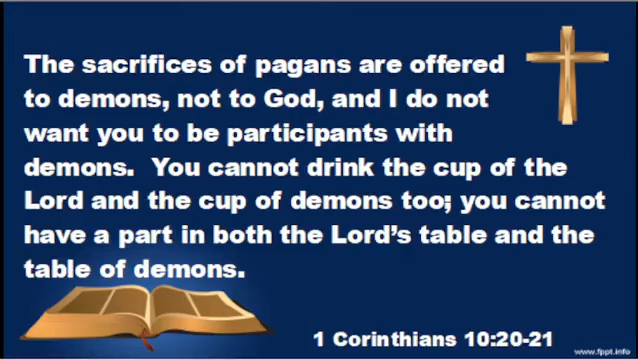 The sacrifices of pagans are offered
to demons, not to God, and I do not
want you to be participants with
demons.  You cannot drink the cup of the
Lord and the cup of demons too; you cannot
have a part in both the Lord’s table and the
table of demons.
1 Corinthians 10:20-21
www.fppt.info